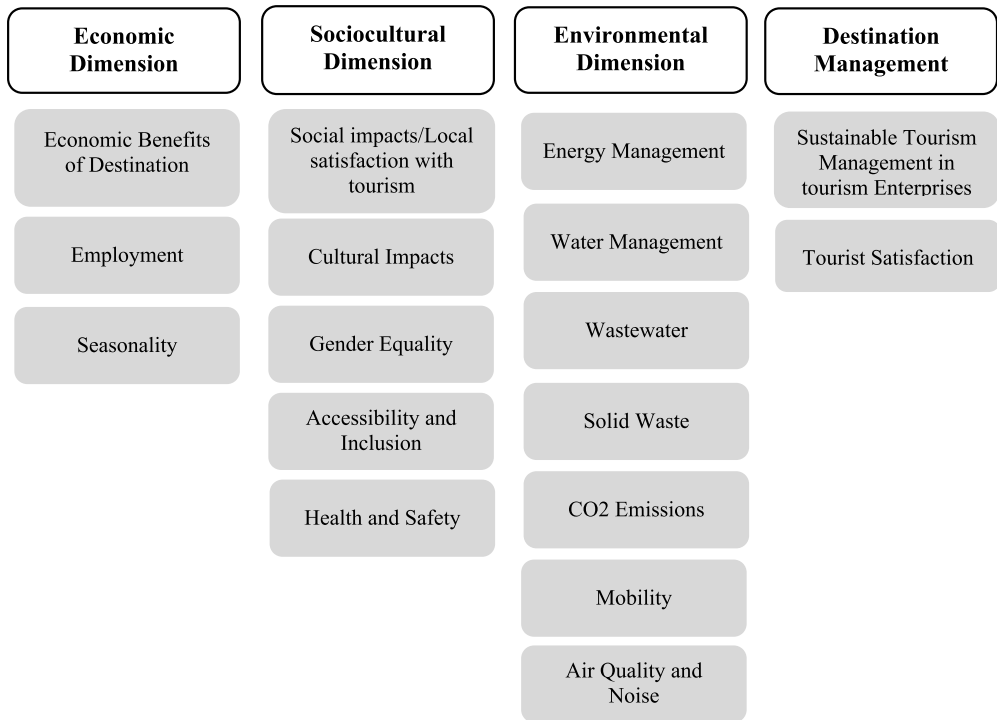 Economic
Dimension
Economic Benefits
of Destination
Employment
Seasonality
Sociocultural
Dimension
Social impacts/Local
satisfaction with
tourism
Cultural Impacts
Gender Equality
Accessibility and
Inclusion
Health and Safety
Environmental
Dimension
Energy Management
Water Management
Wastewater
Solid Waste
CO2 Emissions
Mobility
Air Quality and
Noise
Destination
Management
Sustainable Tourism
Management in
tourism Enterprises
Tourist Satisfaction